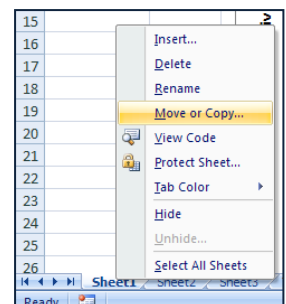 15
16
17
18
19
20
21
22
23
24
25
26
Insert...
Delete
Rename
Move or Copy...
View Code
Protect Sheet...
Tab Color
Hide
Unhide...
Select All Sheets
Sheet1 Sheet2 Sheet3
Ready